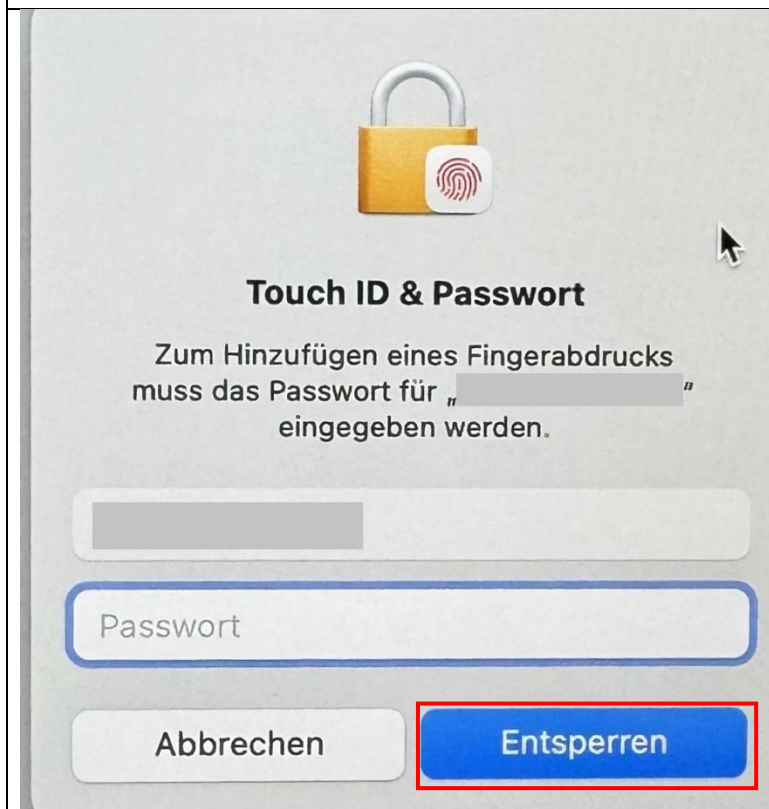 Touch ID & Passwort
Zum Hinzufügen eines Fingerabdrucks
muss das Passwort für „ "
eingegeben werden.
Passwort
Abbrechen
Entsperren